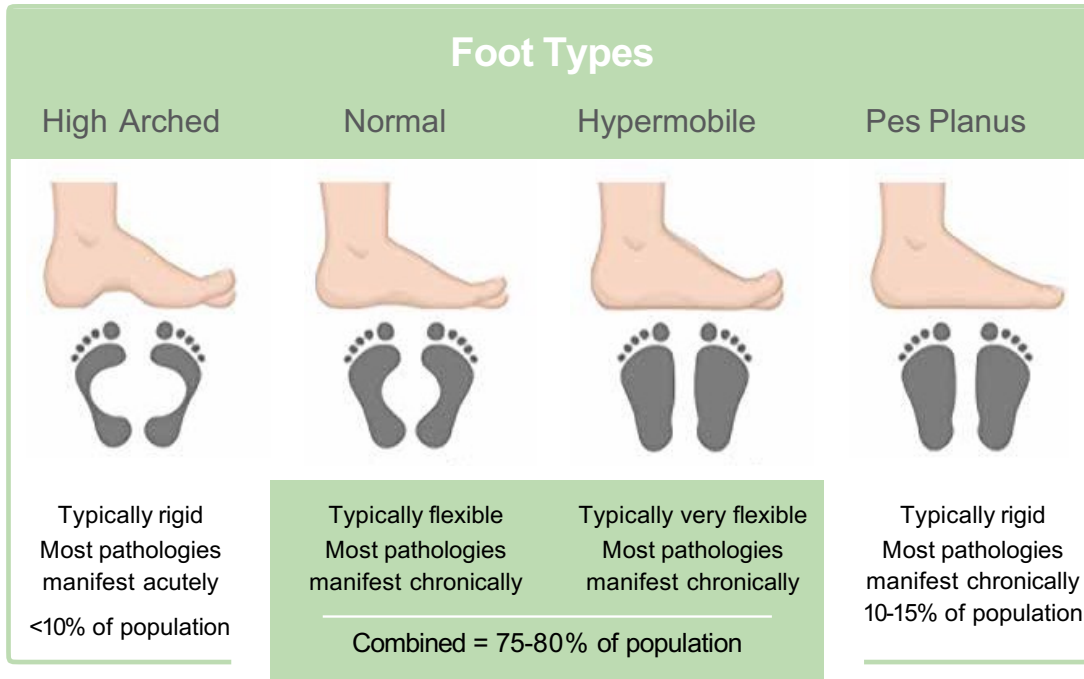 Foot Types
High Arched Normal Hypermobile Pes Planus
Typically rigid
Most pathologies
manifest acutely
<10% of population
Typically flexible
Most pathologies
manifest chronically
Typically very flexible
Most pathologies
manifest chronically
Combined = 75-80% of population
Typically rigid
Most pathologies
manifest chronically
10-15% of population